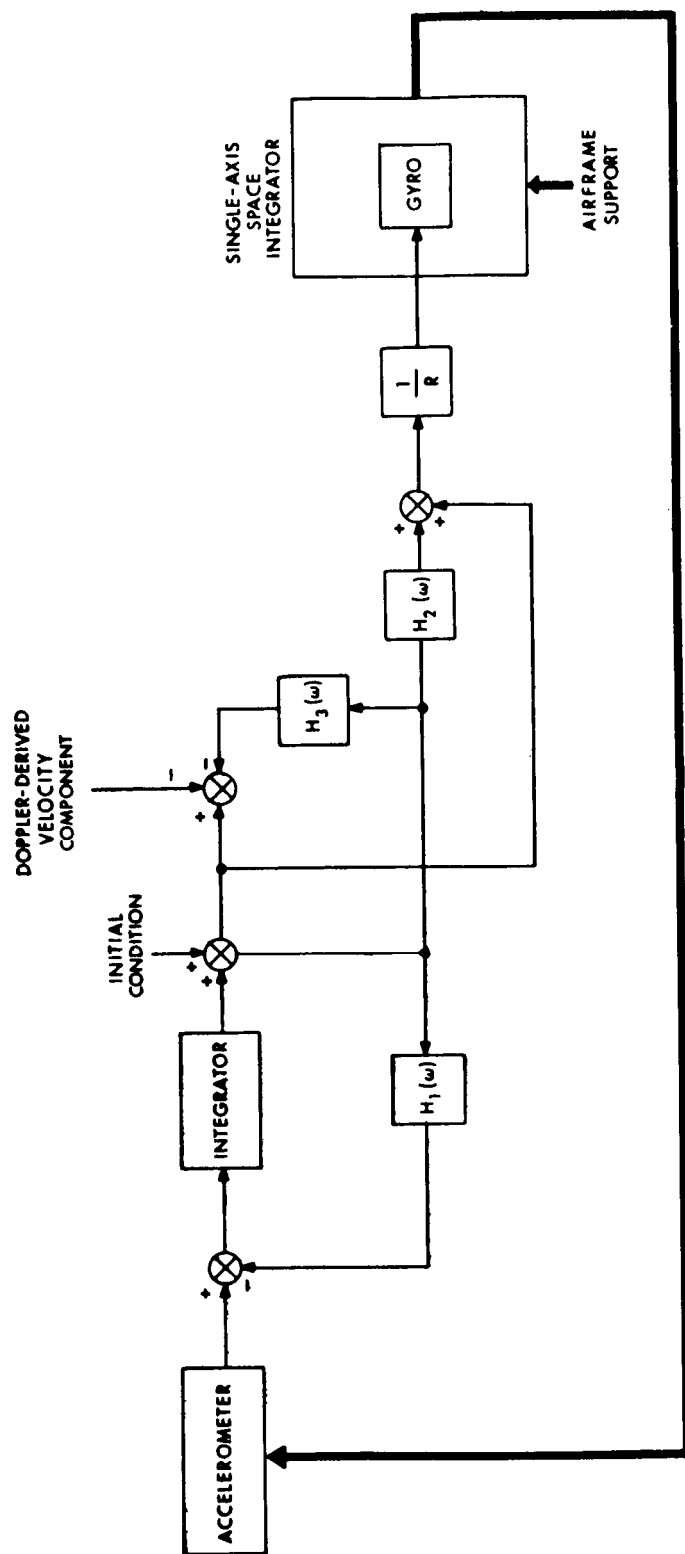 DOPPLER-DERIVED
VELOCITY
COMPONENT
INITIAL
CONDITION
SINGLE-AXIS
SPACE
INTEGRATOR
ACCELEROMETER
+
-
INTEGRATOR
+
+
+
-
-
H₃(ω)
H₁(ω)
H₂(ω)
+
+
1
R
GYRO
AIRFRAME
SUPPORT